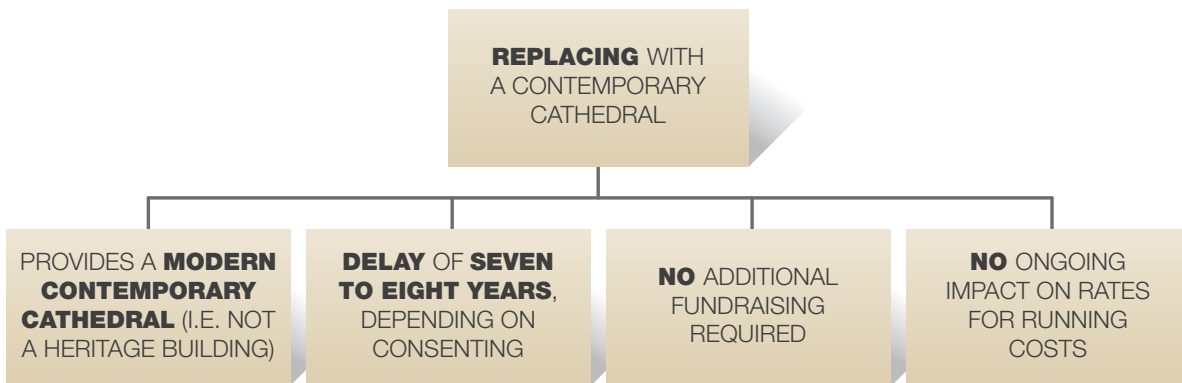 REPLACING WITH
A CONTEMPORARY
CATHEDRAL
PROVIDES A MODERN
CONTEMPORARY
CATHEDRAL (I.E. NOT
A HERITAGE BUILDING)
DELAY OF SEVEN
TO EIGHT YEARS,
DEPENDING ON
CONSENTING
NO ADDITIONAL
FUNDRAISING
REQUIRED
NO ONGOING
IMPACT ON RATES
FOR RUNNING
COSTS